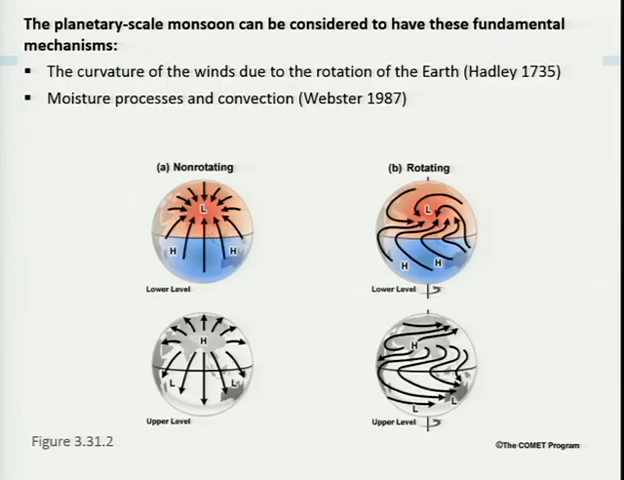 The planetary-scale monsoon can be considered to have these fundamental
mechanisms:
▪ The curvature of the winds due to the rotation of the Earth (Hadley 1735)
▪ Moisture processes and convection (Webster 1987)
(a) Nonrotating
(b) Rotating
L
H
H
L
H
H
Lower Level
Lower Level
H
L
L
H
L
L
Upper Level
Upper Level
Figure 3.31.2
©The COMET Program